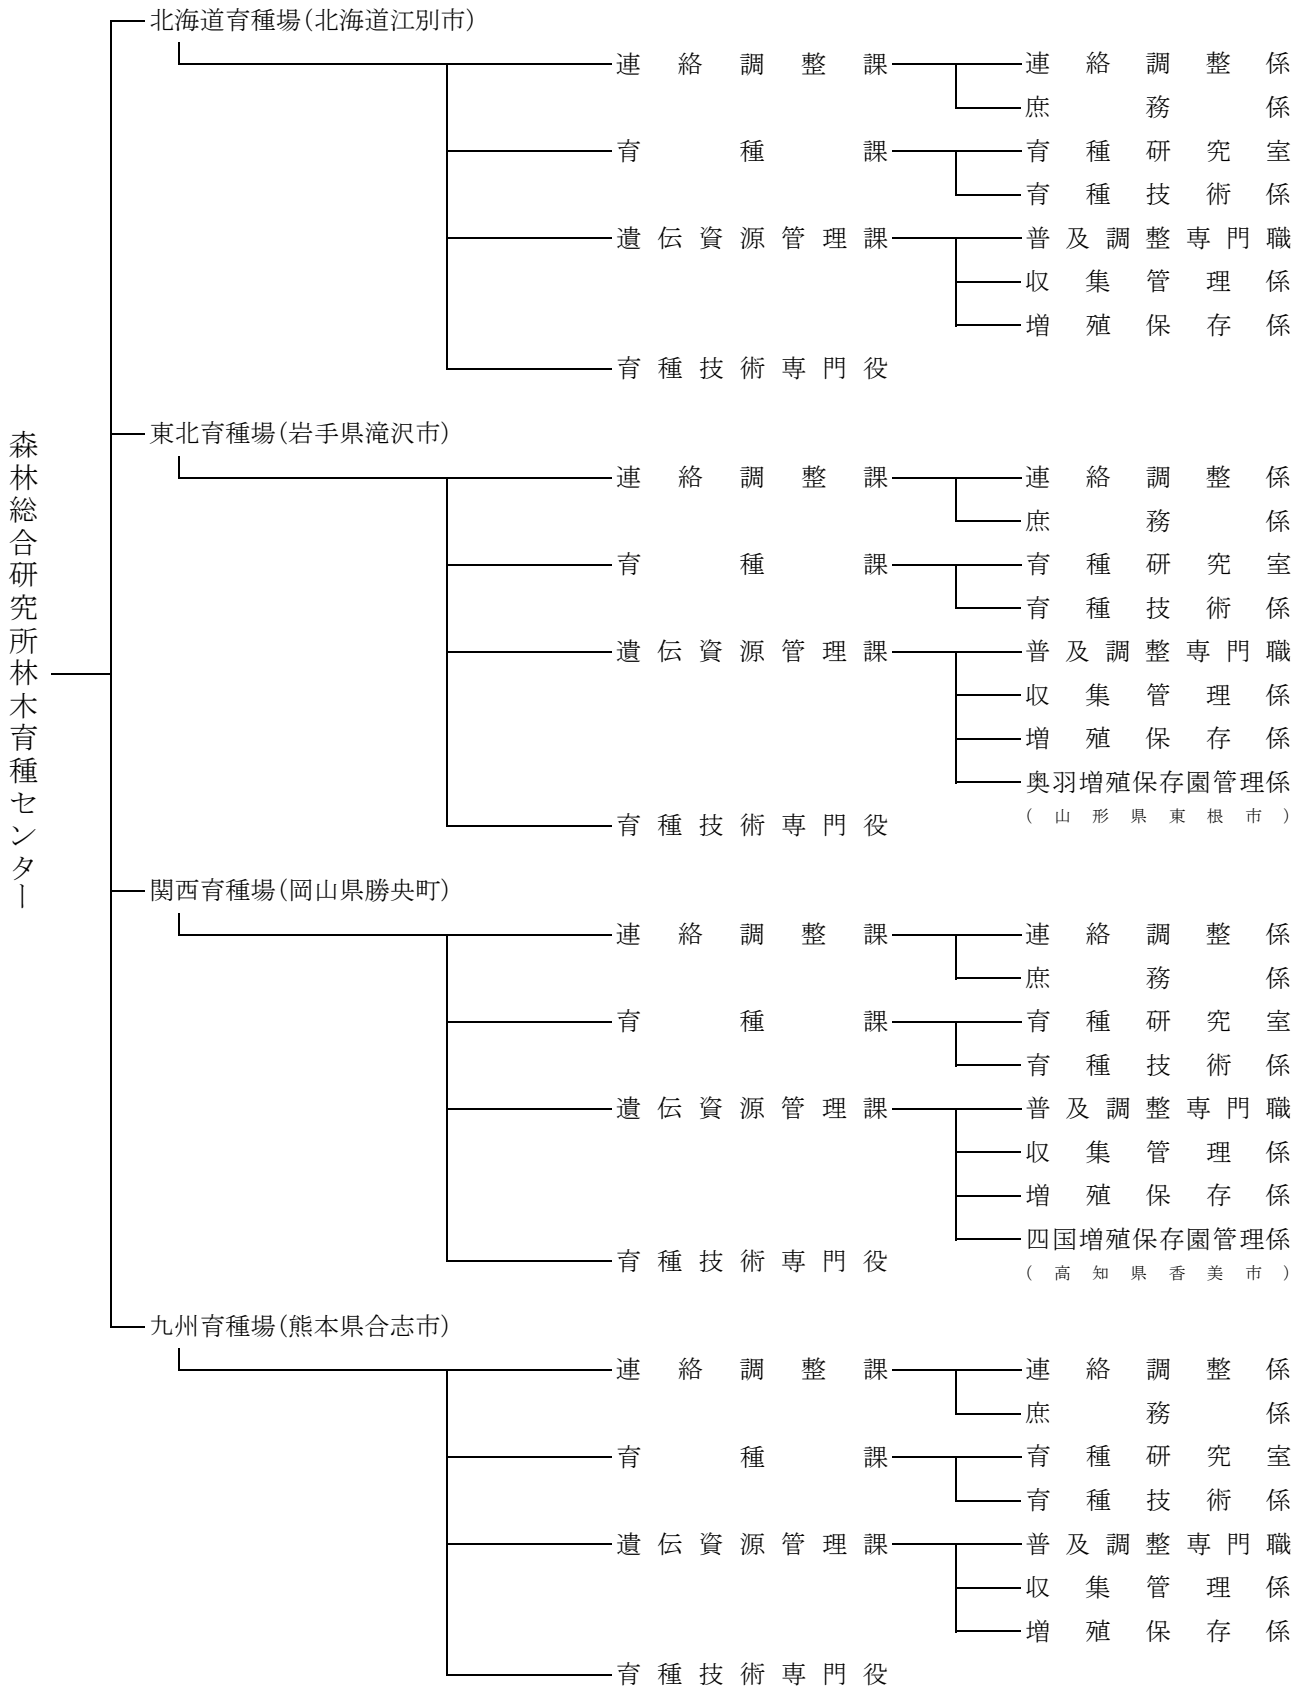 森林総合研究所林木育種センター
北海道育種場(北海道江別市)
連絡調整課 連絡調整係
庶務係
育種課 育種研究室
育種技術係
遺伝資源管理課 普及調整専門職
収集管理係
増殖保存係
育種技術専門役
東北育種場(岩手県滝沢市)
連絡調整課 連絡調整係
庶務係
育種課 育種研究室
育種技術係
遺伝資源管理課 普及調整専門職
収集管理係
増殖保存係
奥羽増殖保存園管理係
(山形県東根市)
育種技術専門役
関西育種場(岡山県勝央町)
連絡調整課 連絡調整係
庶務係
育種課 育種研究室
育種技術係
遺伝資源管理課 普及調整専門職
収集管理係
増殖保存係
四国増殖保存園管理係
(高知県香美市)
育種技術専門役
九州育種場(熊本県合志市)
連絡調整課 連絡調整係
庶務係
育種課 育種研究室
育種技術係
遺伝資源管理課 普及調整専門職
収集管理係
増殖保存係
育種技術専門役